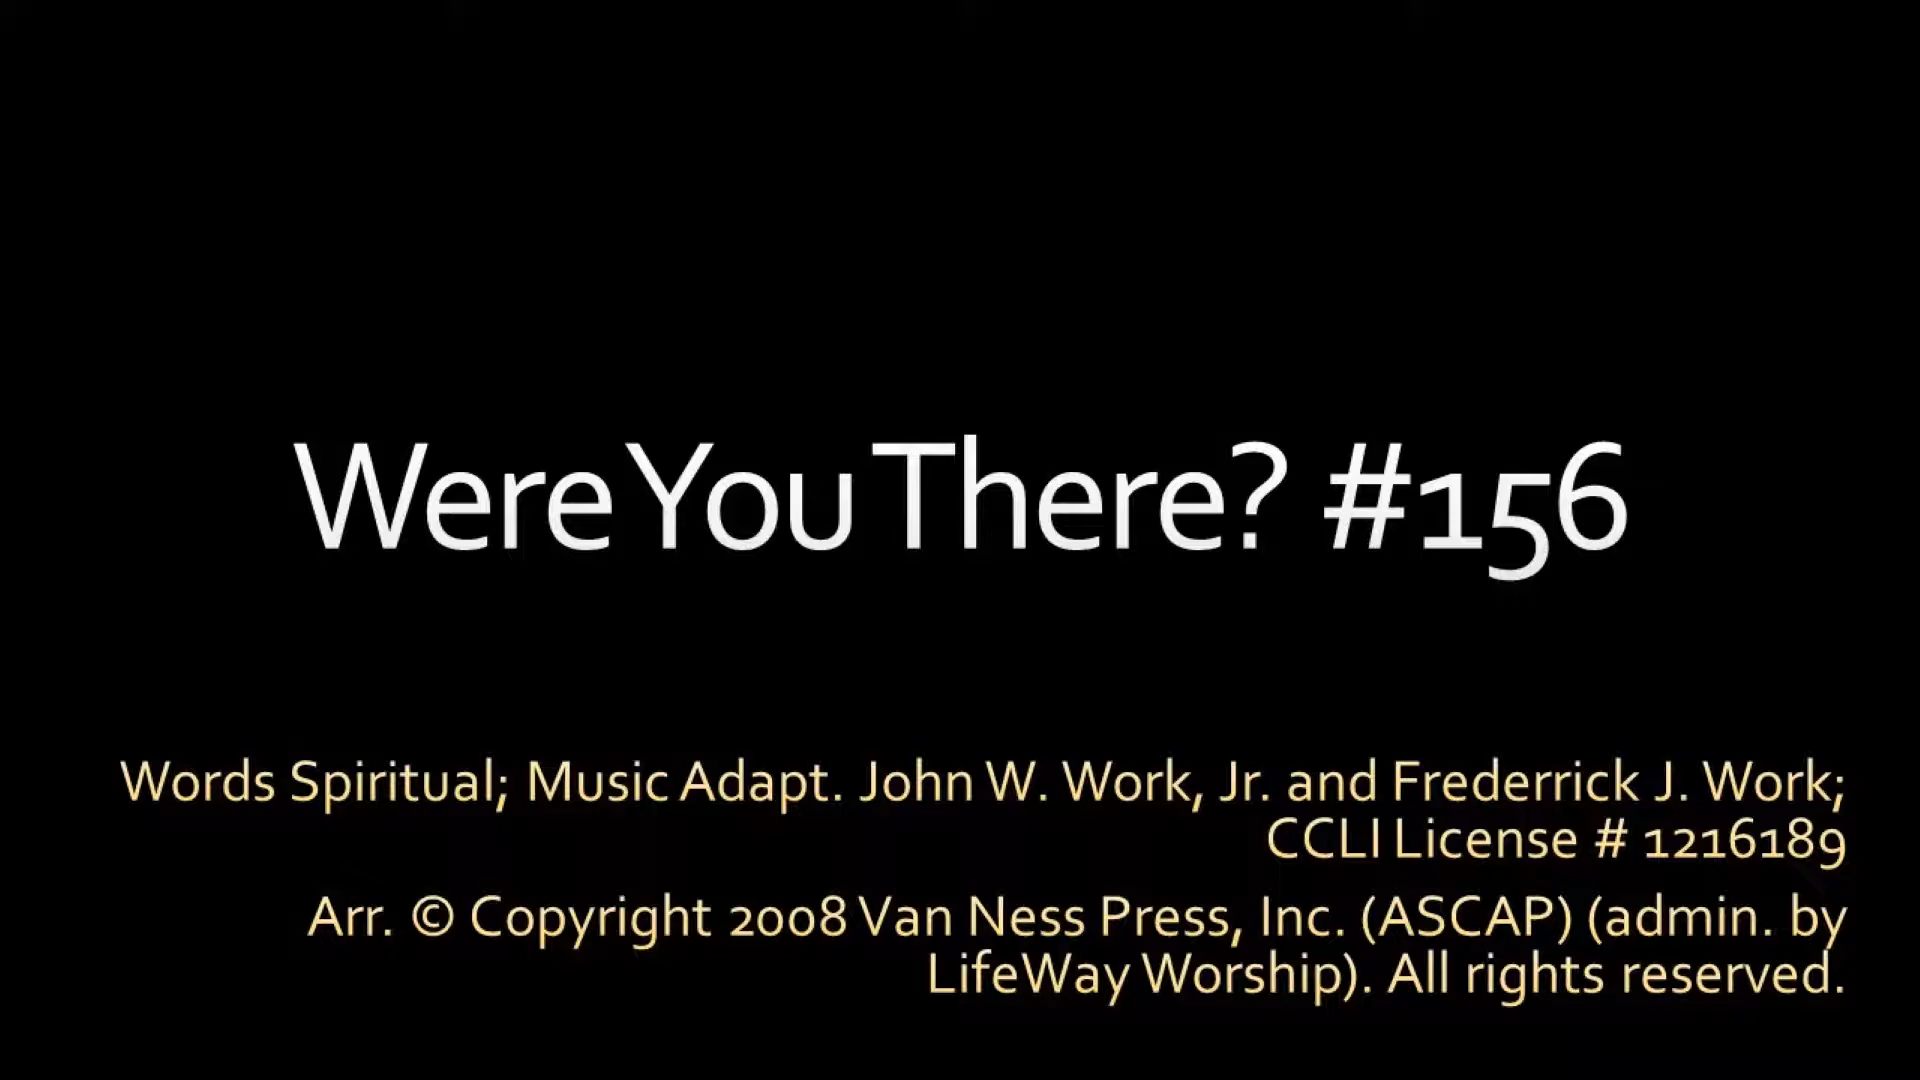 Were You There? #156
Words Spiritual; Music Adapt. John W. Work, Jr. and Frederrick J. Work;
CCLI License # 1216189
Arr. © Copyright 2008 Van Ness Press, Inc. (ASCAP) (admin. by
LifeWay Worship). All rights reserved.